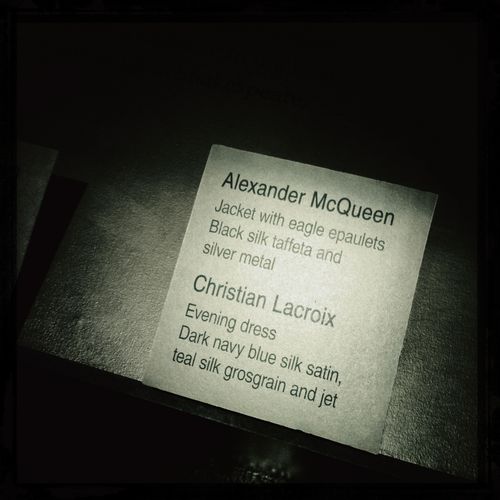 Alexander McQueen
Jacket with eagle epaulets
Black silk taffeta and
silver metal
Christian Lacroix
Evening dress
Dark navy blue silk satin,
teal silk grosgrain and jet